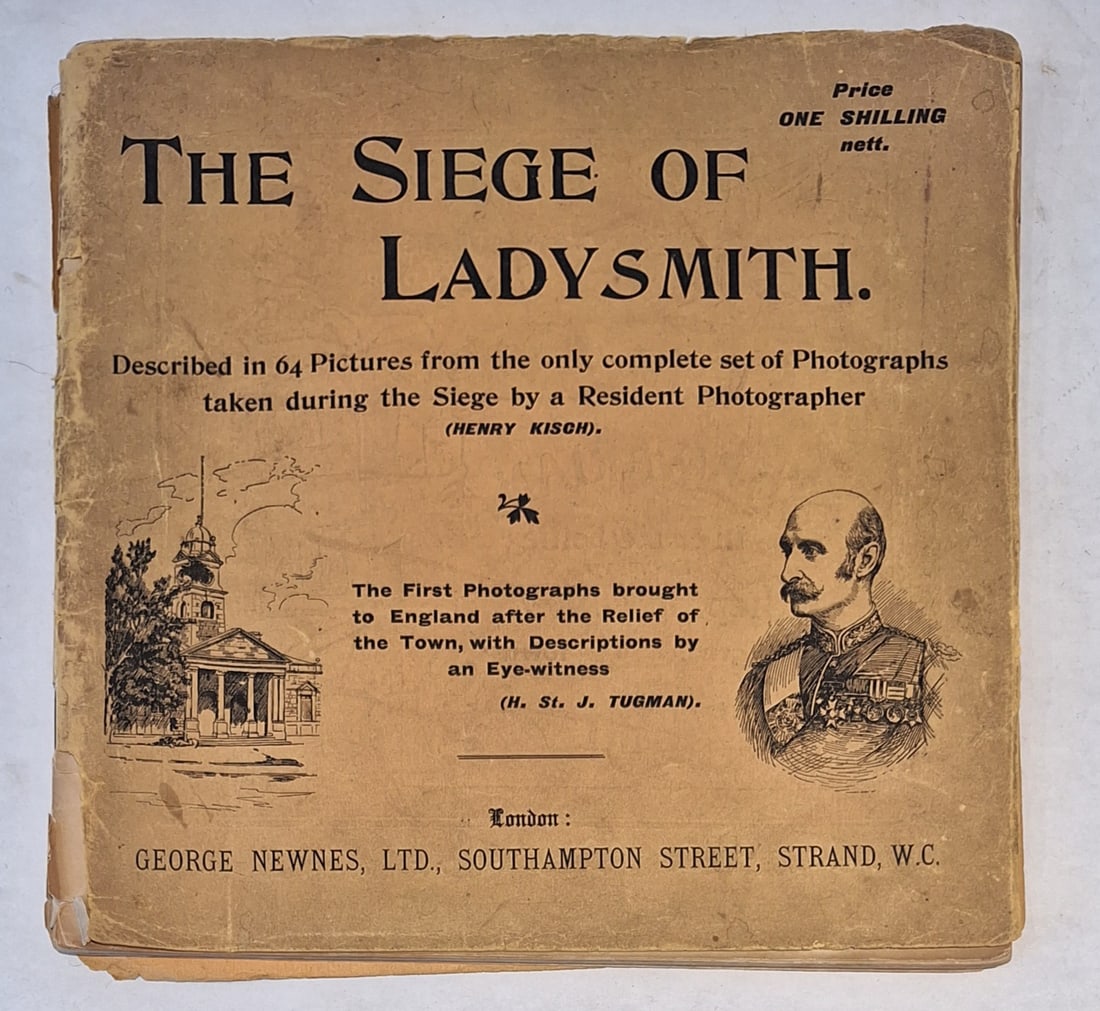 Price
ONE SHILLING
nett.
THE SIEGE OF
LADYSMITH.
Described in 64 Pictures from the only complete set of Photographs
taken during the Siege by a Resident Photographer
(HENRY KISCH).
The First Photographs brought
to England after the Relief of
the Town, with Descriptions by
an Eye-witness
(H. St. J. TUGMAN).
London:
GEORGE NEWNES, LTD., SOUTHAMPTON STREET, STRAND, W.C.